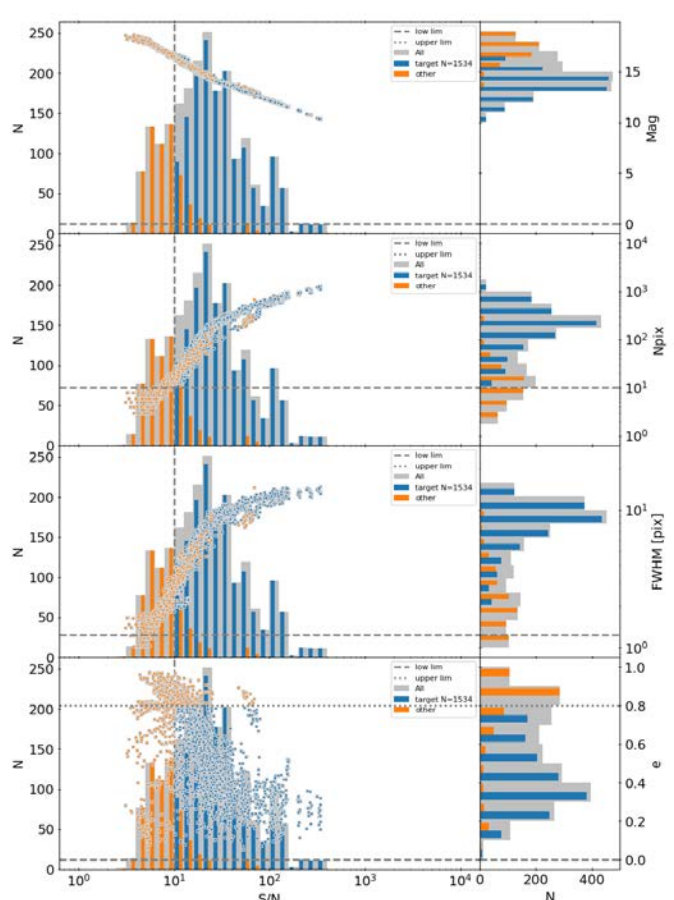 250
200
150
100
50
0
N
low lim
upper lim
All
target N=1534
other
15
10
5
0
Mag
250
200
150
100
50
0
N
low lim
upper lim
All
target N=1534
other
10⁴
10³
10²
10¹
10⁰
Npix
250
200
150
100
50
0
N
low lim
upper lim
All
target N=1534
other
10¹
10⁰
FWHM [pix]
250
200
150
100
50
0
N
low lim
upper lim
All
target N=1534
other
1.0
0.8
0.6
0.4
0.2
0.0
e
10⁰ 10¹ 10² 10³ 10⁴
S/N
0 200 400
N